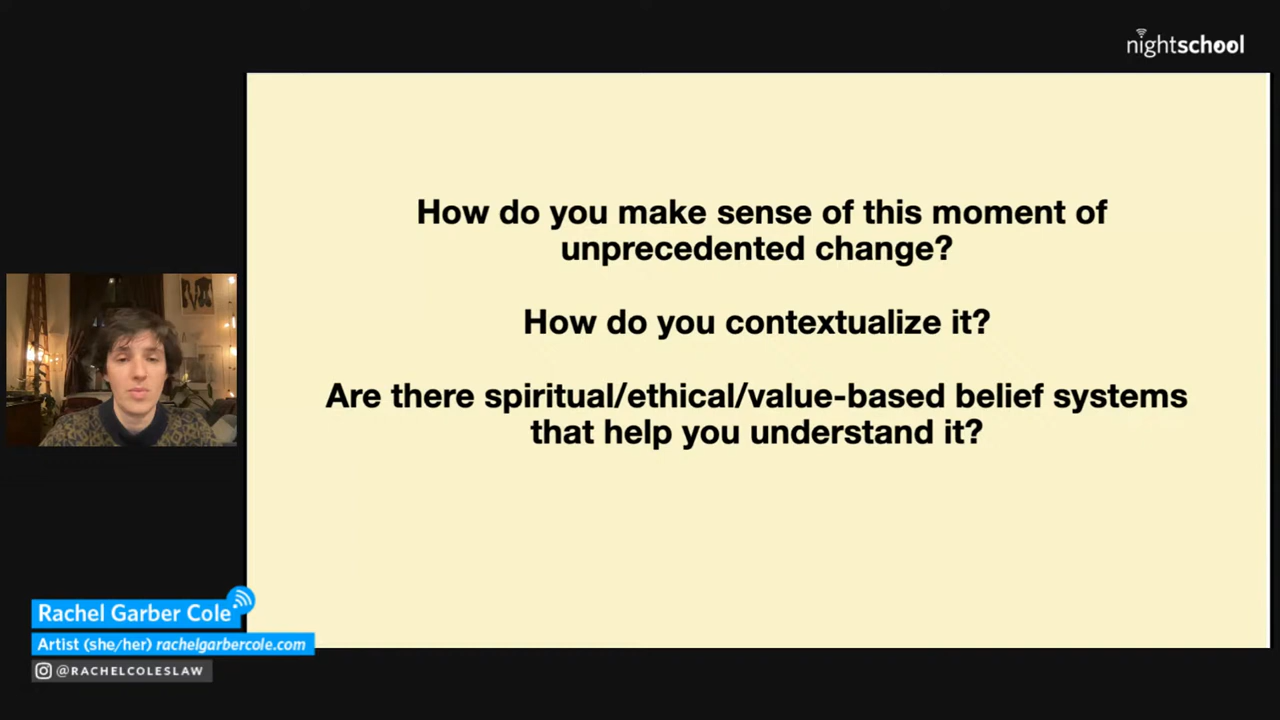 nightschool
How do you make sense of this moment of
unprecedented change?
How do you contextualize it?
Are there spiritual/ethical/value-based belief systems
that help you understand it?
Rachel Garber Cole
Artist (she/her) rachelgarbercole.com
@RACHELCOLESLAW